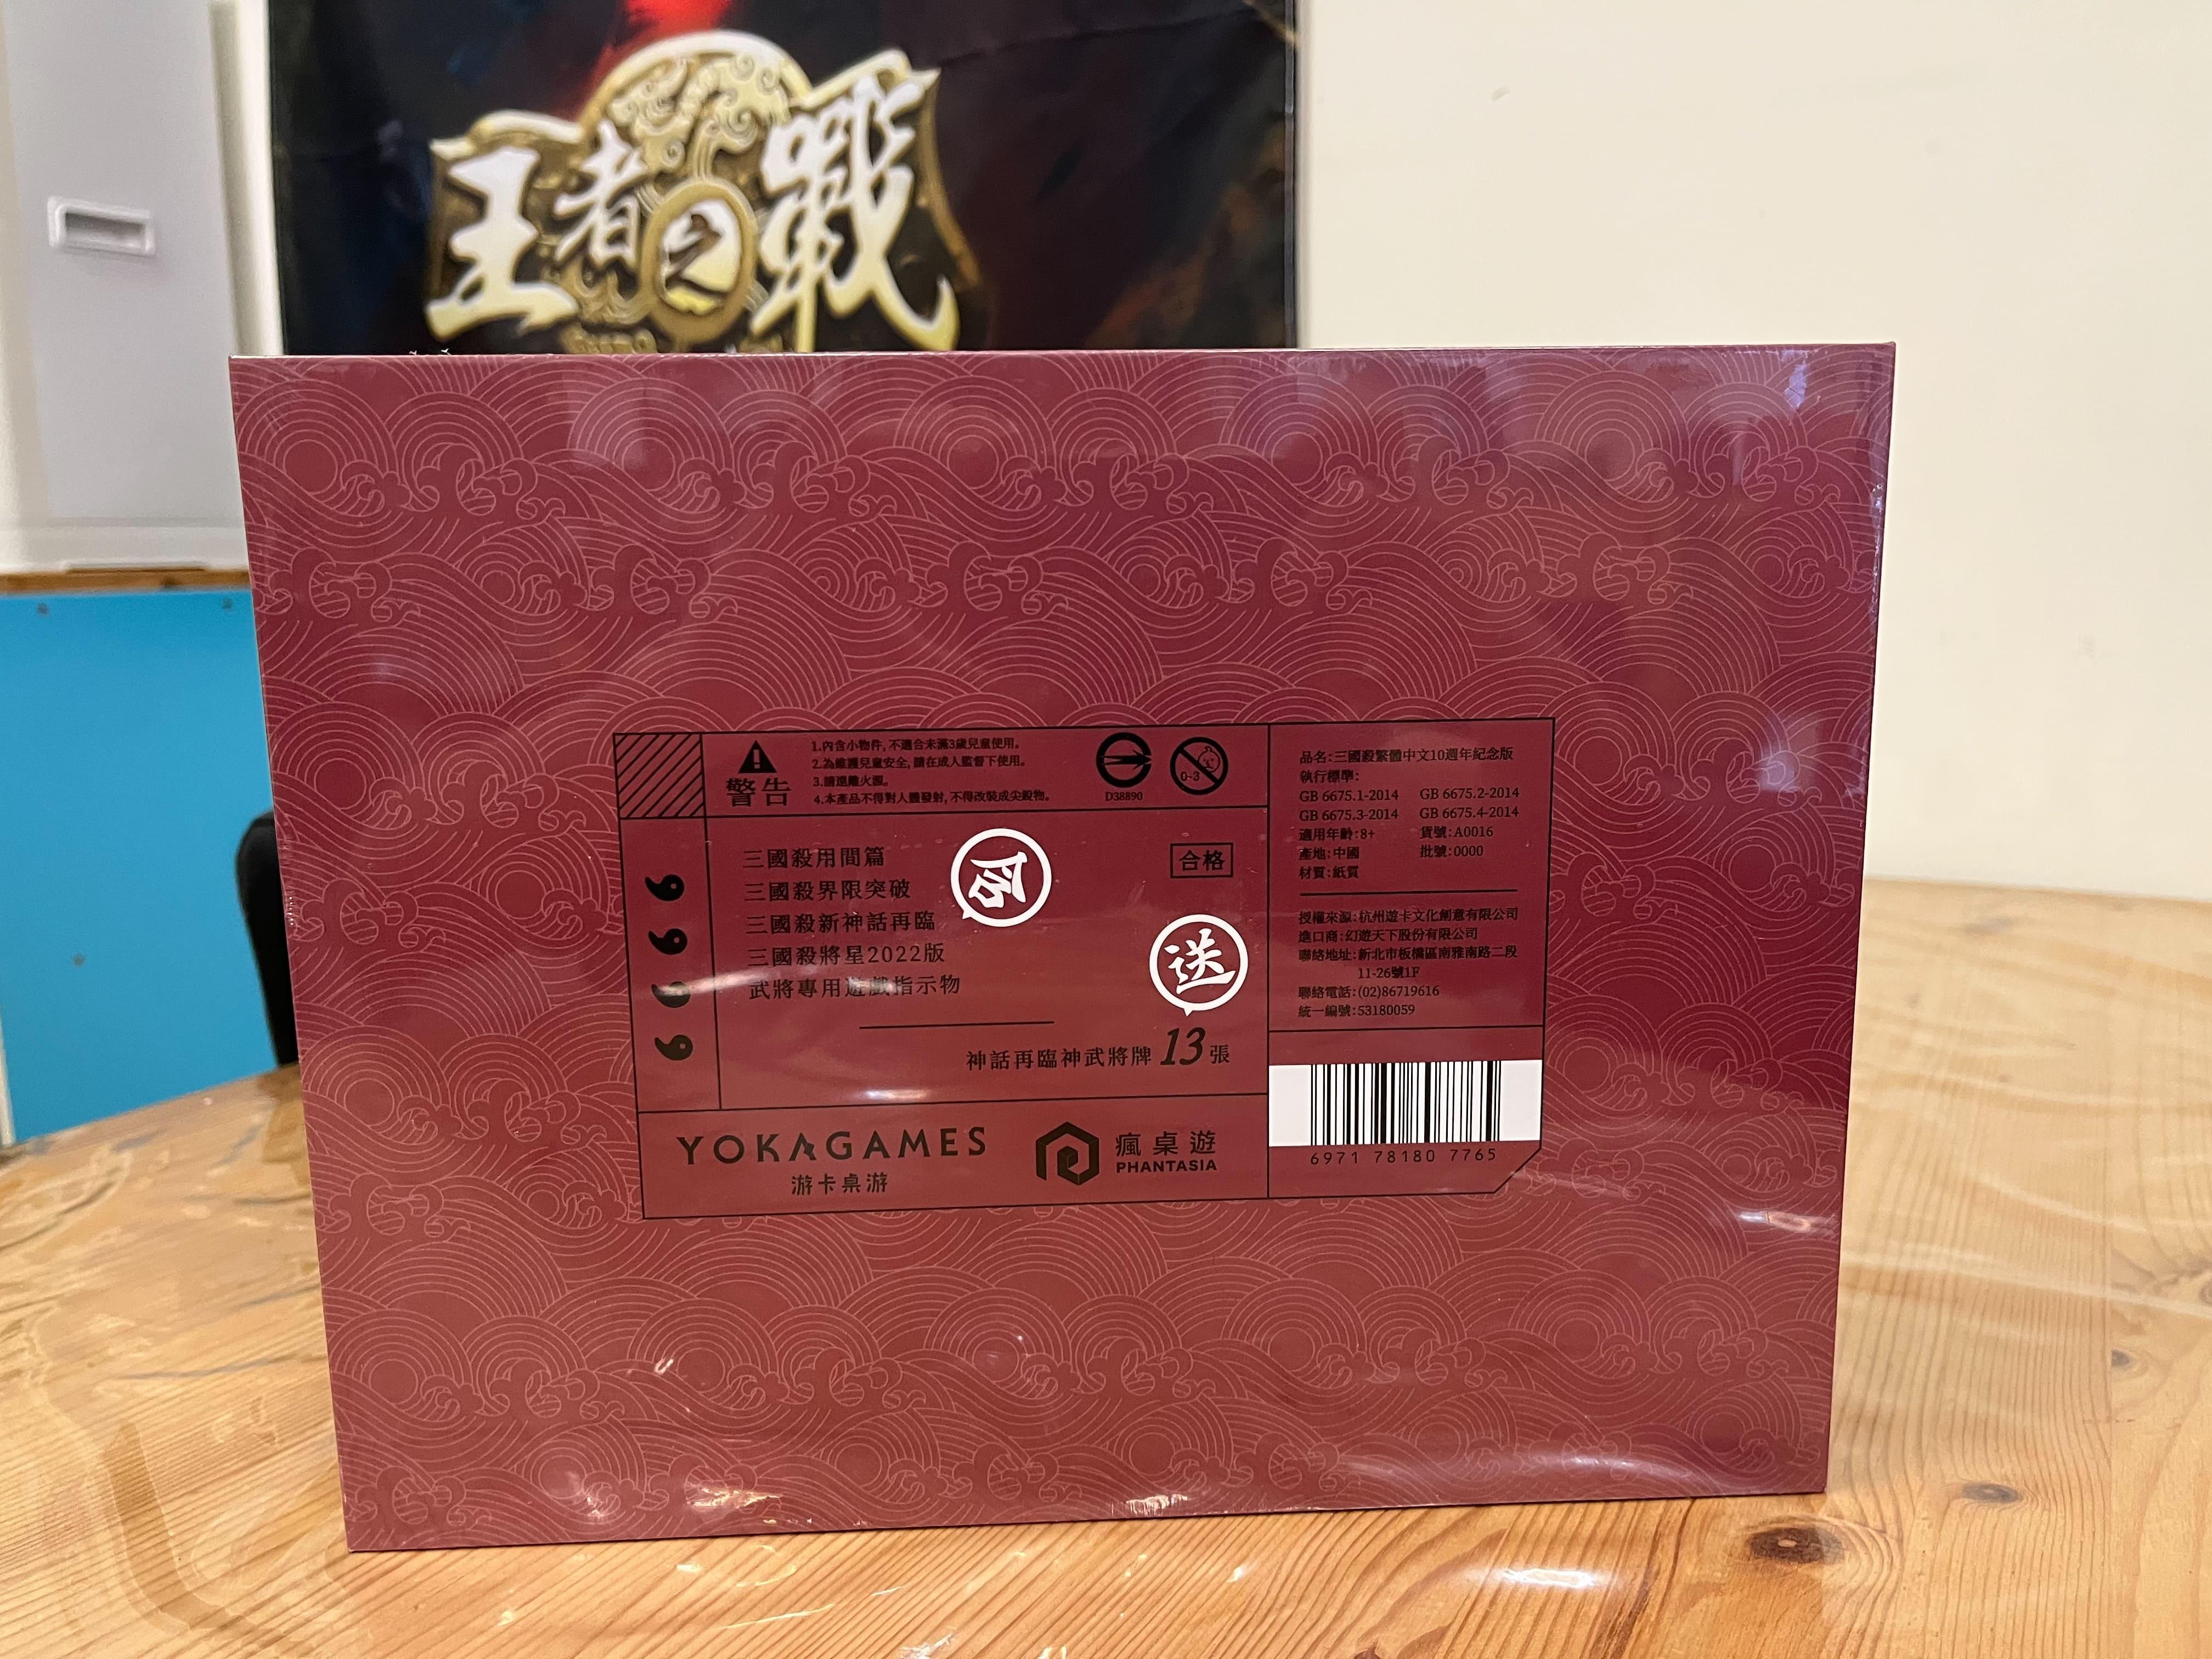 王者之戰
警告
1.內含小物件, 不適合未滿3歲兒童使用。
2.為維護兒童安全, 請在成人監督下使用。
3.請遠離火源。
4.本產品不得對人體發射, 不得改裝成尖銳物。
D38890
0-3
三國殺用間篇
三國殺界限突破
三國殺新神話再臨
三國殺將星2022版
武將專用遊戲指示物
含
合格
送
神話再臨神武將牌 13 張
YOKAGAMES
游卡桌游
瘋桌遊
PHANTASIA
品名:三國殺繁體中文10週年紀念版
執行標準:
GB 6675.1-2014 GB 6675.2-2014
GB 6675.3-2014 GB 6675.4-2014
適用年齡:8+ 貨號:A0016
產地:中國 批號:0000
材質:紙質
授權來源:杭州遊卡文化創意有限公司
進口商:幻遊天下股份有限公司
聯絡地址:新北市板橋區南雅南路二段
11-26號1F
聯絡電話:(02)86719616
統一編號:53180059
6971 78180 7765